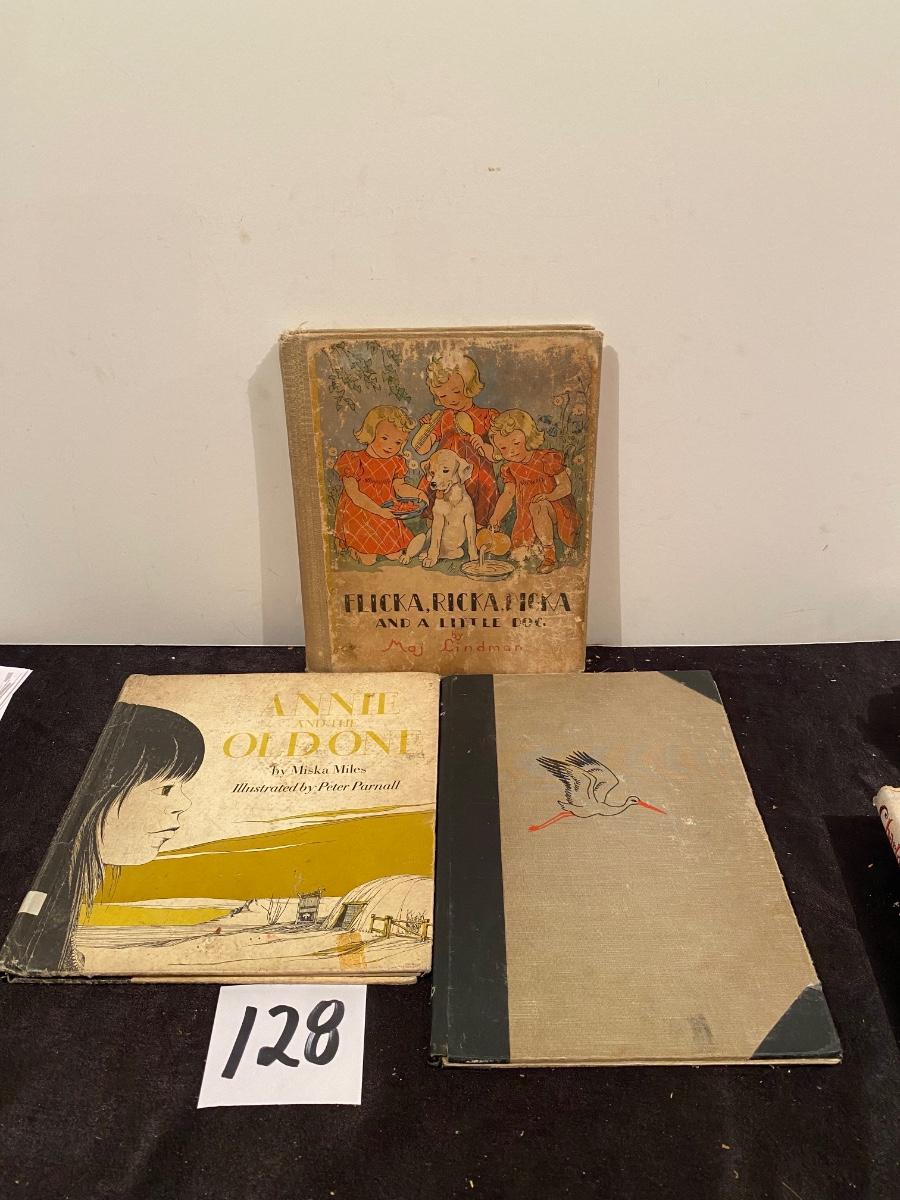 FLICKA, RICKA, DICKA
AND A LITTLE DOG
by
Maj Lindman
ANNIE
AND THE
OLD ONE
by Miska Miles
Illustrated by Peter Parnall
128